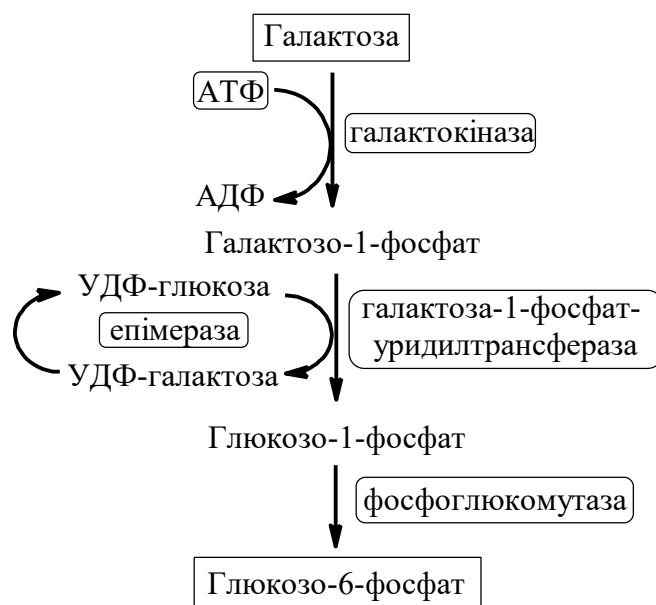 Галактоза
АТФ
галактокіназа
АДФ
Галактозо-1-фосфат
УДФ-глюкоза
галактоза-1-фосфат-
уридилтрансфераза
епімераза
УДФ-галактоза
Глюкозо-1-фосфат
фосфоглюкомутаза
Глюкозо-6-фосфат